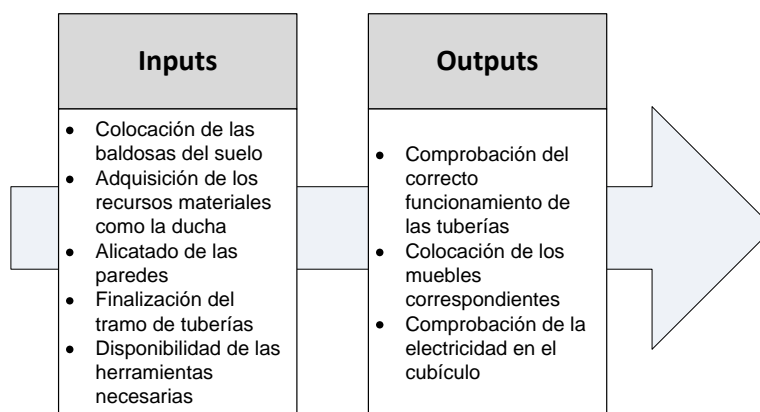 Inputs
• Colocación de las
baldosas del suelo
• Adquisición de los
recursos materiales
como la ducha
• Alicatado de las
paredes
• Finalización del
tramo de tuberías
• Disponibilidad de las
herramientas
necesarias
Outputs
• Comprobación del
correcto
funcionamiento de
las tuberías
• Colocación de los
muebles
correspondientes
• Comprobación de la
electricidad en el
cubículo